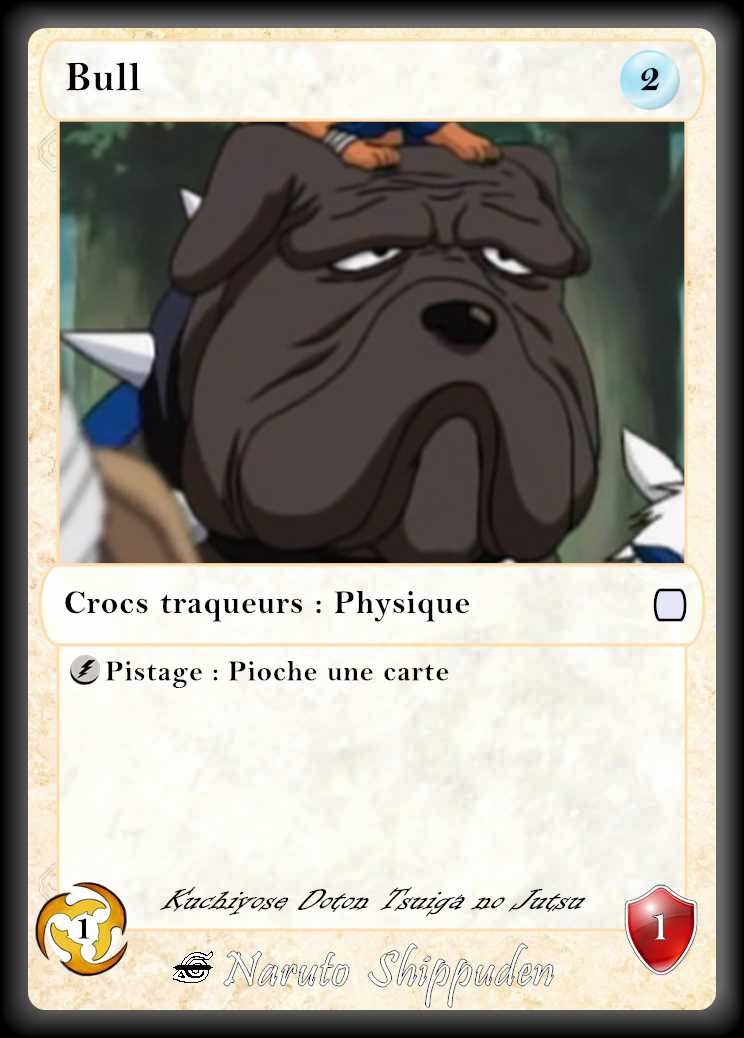 Bull
2
Crocs traqueurs : Physique
Pistage : Pioche une carte
Kuchiyose Doton Tsuiga no Jutsu
1
1
Naruto Shippuden